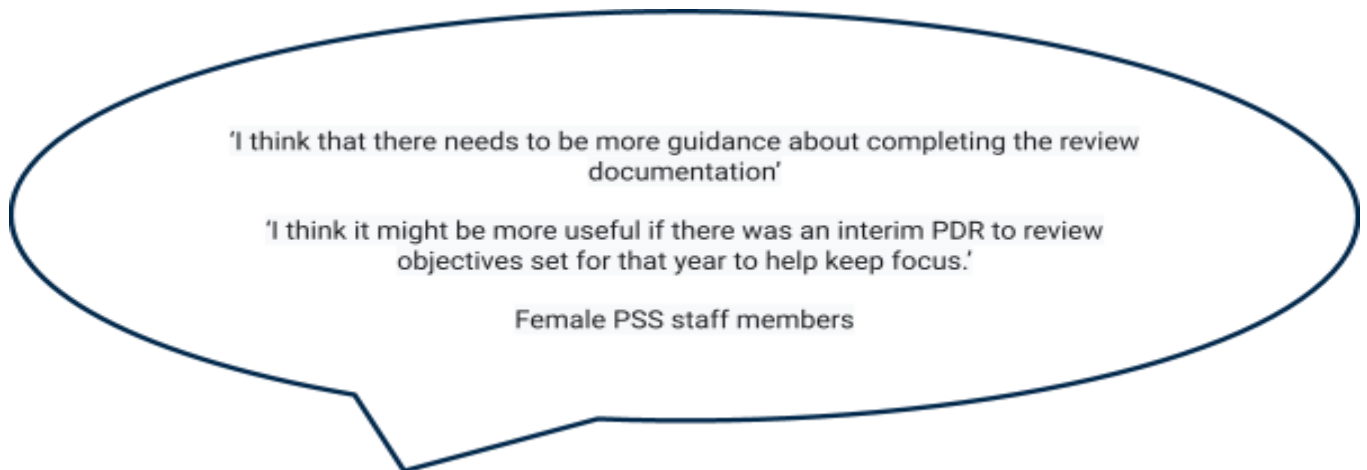 ‘I think that there needs to be more guidance about completing the review
documentation’
‘I think it might be more useful if there was an interim PDR to review
objectives set for that year to help keep focus.’
Female PSS staff members